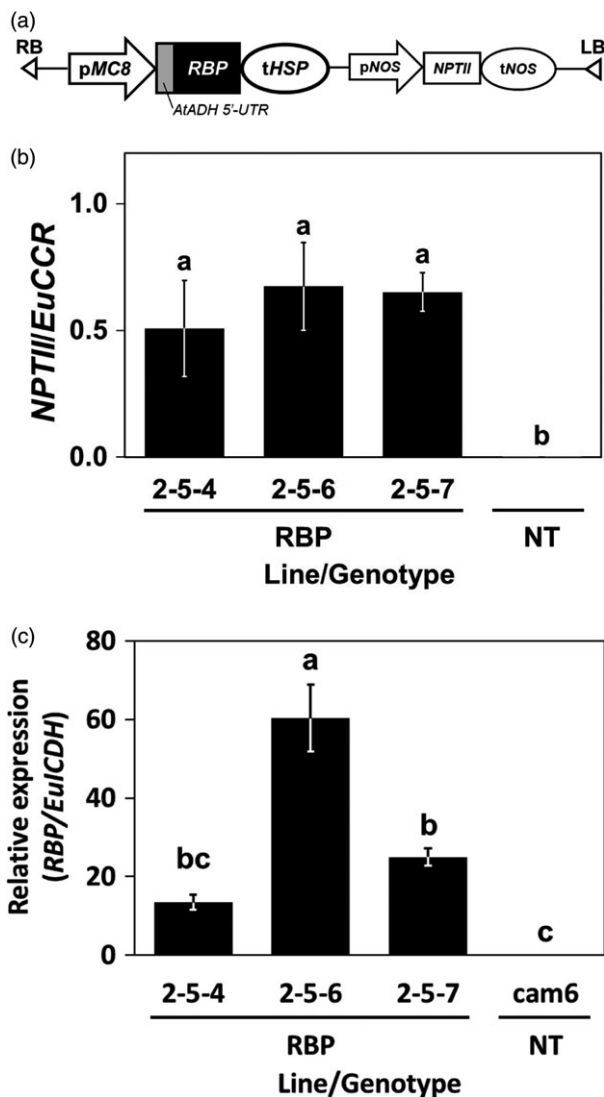 (a)
RB
pMC8
RBP
tHSP
pNOS
NPTII
tNOS
LB
AtADH 5'-UTR
(b)
NPTII/EuCCR
1.0
0.5
0.0
a
a
a
b
2-5-4
2-5-6
2-5-7
RBP
NT
Line/Genotype
(c)
Relative expression
(RBP/EuICDH)
80
60
40
20
0
bc
a
b
c
2-5-4
2-5-6
2-5-7
cam6
RBP
NT
Line/Genotype